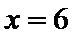 x = 6